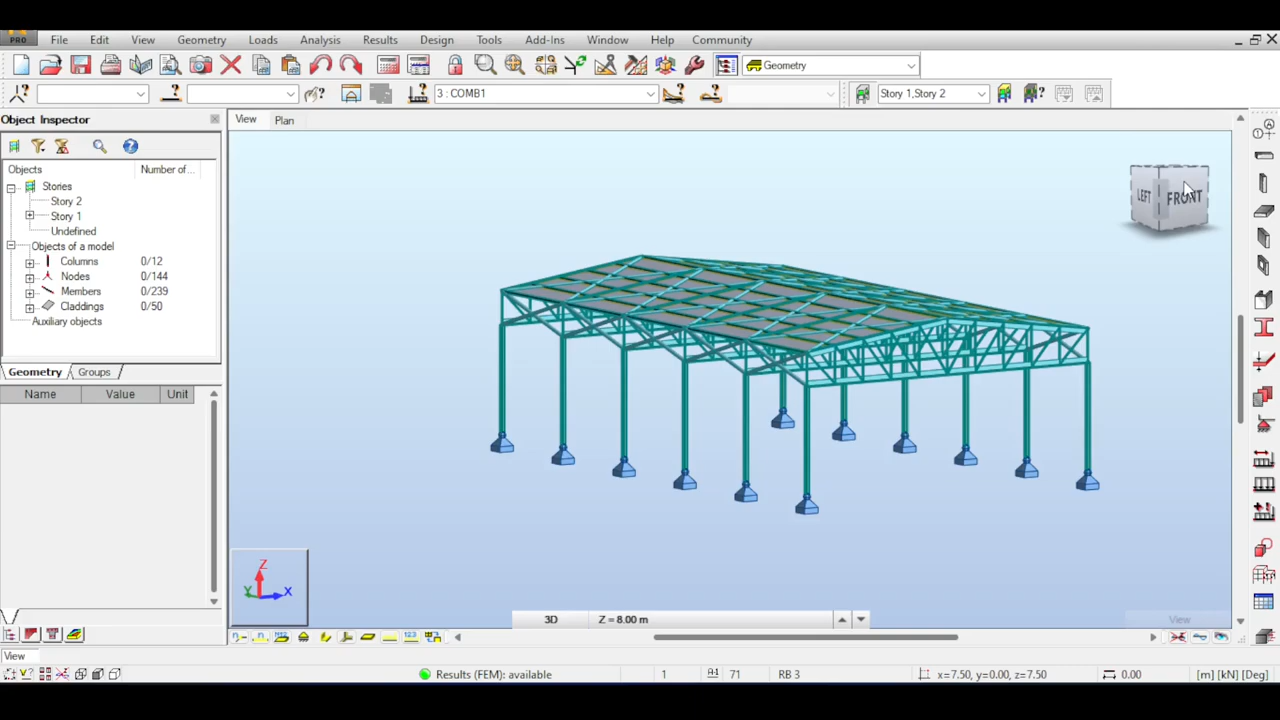 PRO File Edit View Geometry Loads Analysis Results Design Tools Add-Ins Window Help Community
Geometry
3 : COMB1 Story 1,Story 2
Object Inspector
View Plan
Objects Number of...
Stories
Story 2
Story 1
Undefined
Objects of a model
Columns 0/12
Nodes 0/144
Members 0/239
Claddings 0/50
Auxiliary objects
Geometry Groups
Name Value Unit
LEFT FRONT
Z
Y X
3D Z = 8.00 m
View
View
Results (FEM): available 1 71 RB 3 x=7.50, y=0.00, z=7.50 0.00 [m] [kN] [Deg]